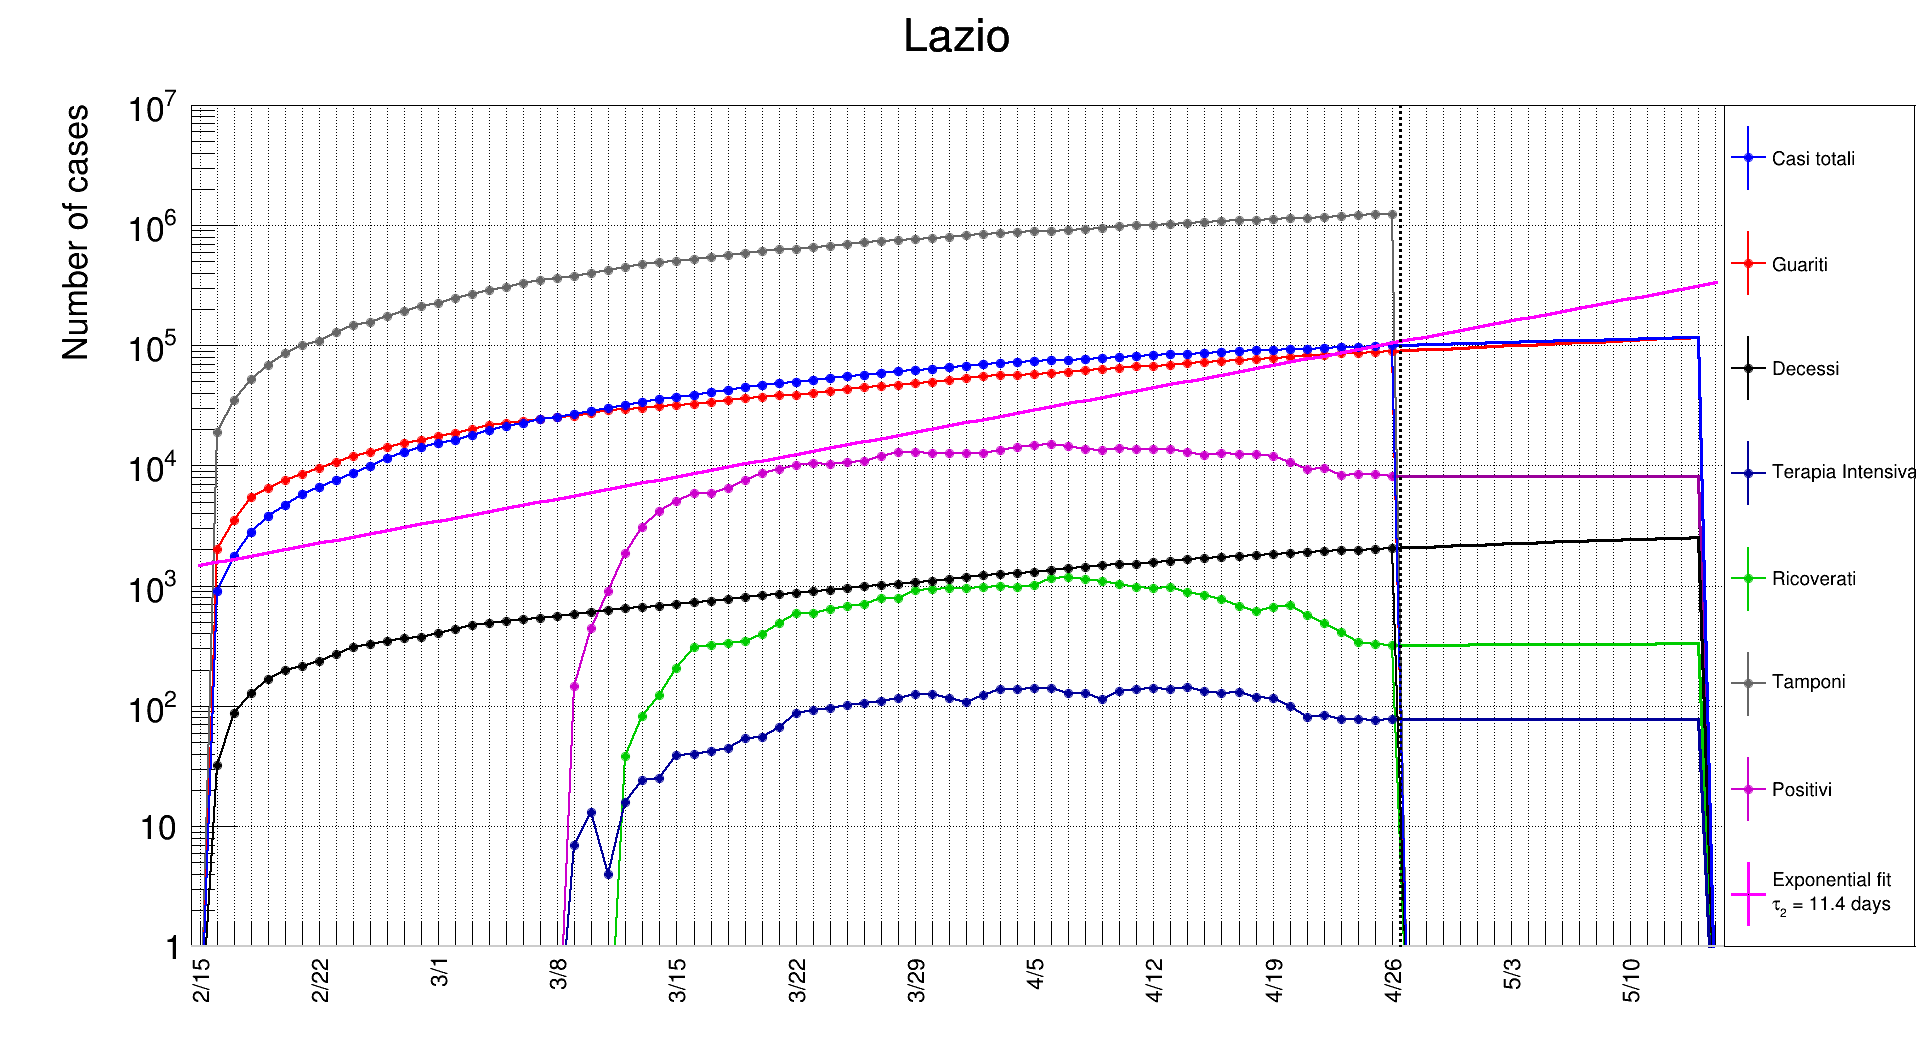 Lazio
Number of cases
10^7
10^6
10^5
10^4
10^3
10^2
10
1
2/15
2/22
3/1
3/8
3/15
3/22
3/29
4/5
4/12
4/19
4/26
5/3
5/10
Casi totali
Guariti
Decessi
Terapia Intensiva
Ricoverati
Tamponi
Positivi
Exponential fit
τ_2 = 11.4 days